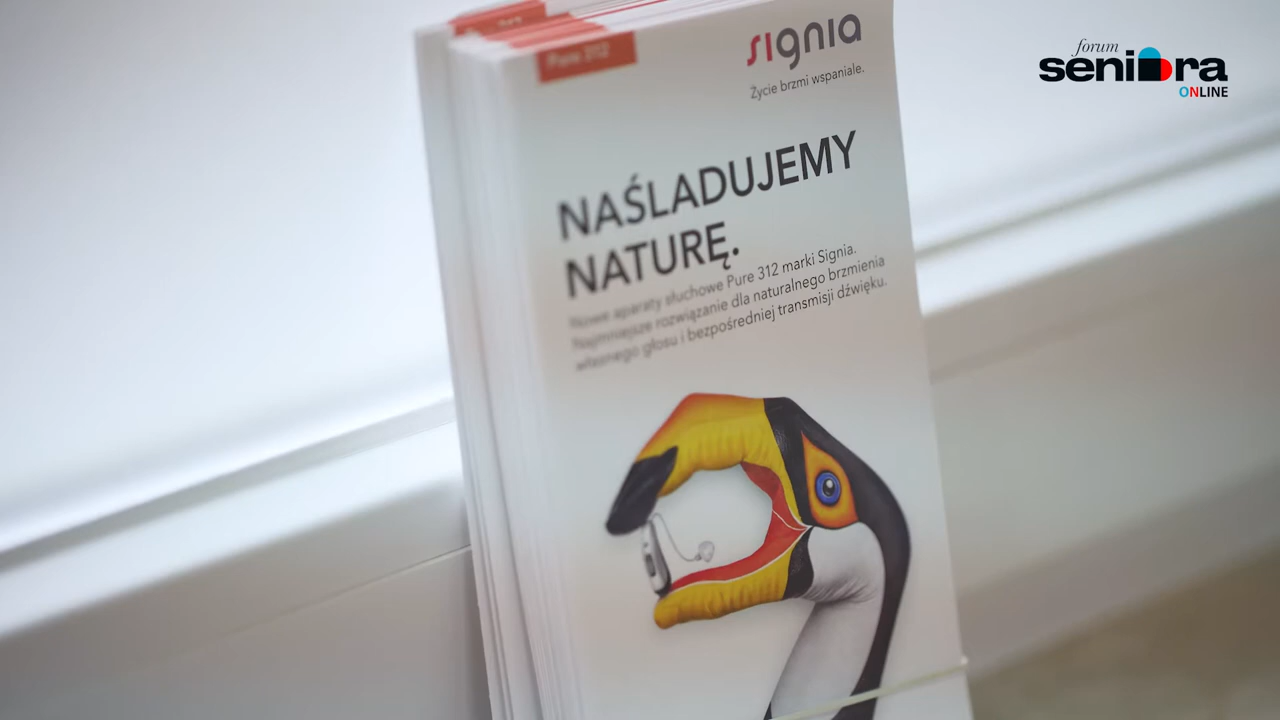 Pure 312
signia
Życie brzmi wspaniale.
NAŚLADUJEMY
NATURĘ.
Nowe aparaty słuchowe Pure 312 marki Signia.
Najmniejsze rozwiązanie dla naturalnego brzmienia
własnego głosu i bezpośredniej transmisji dźwięku.
forum
seniora
ONLINE